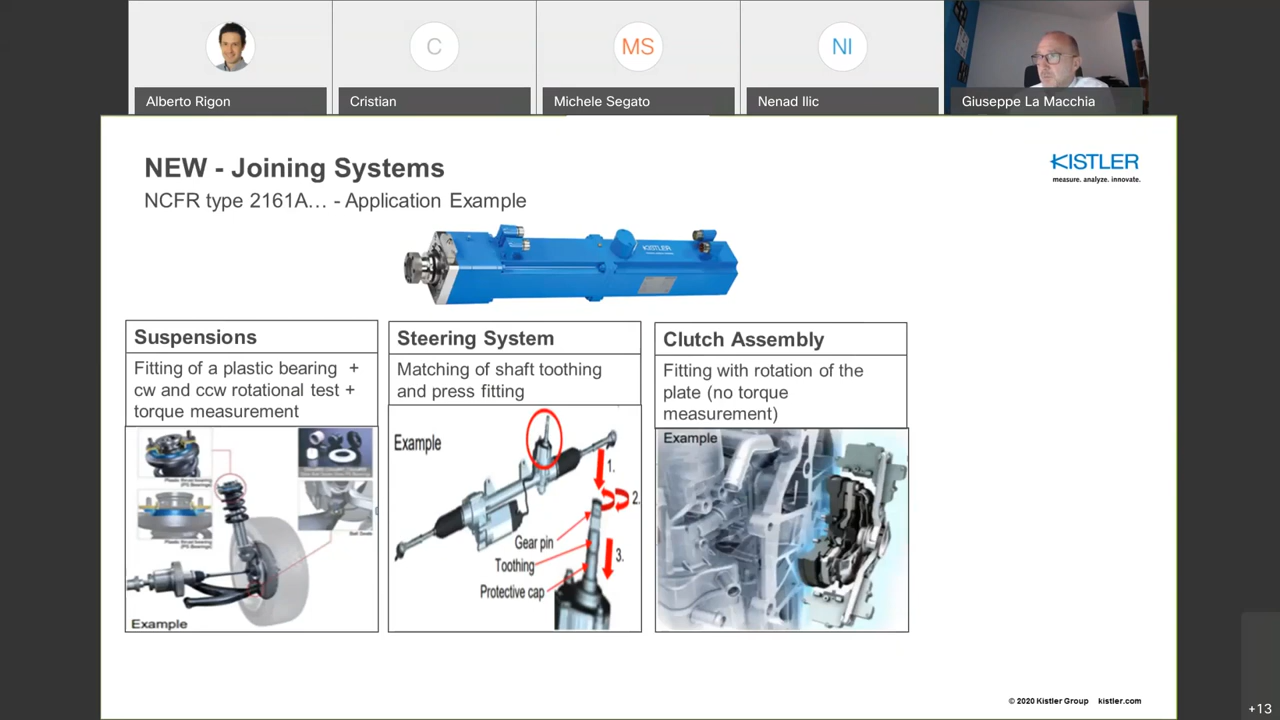 C
MS
NI
Alberto Rigon
Cristian
Michele Segato
Nenad Ilic
Giuseppe La Macchia
NEW - Joining Systems
NCFR type 2161A… - Application Example
KISTLER
measure. analyze. innovate.
KISTLER
Suspensions
Fitting of a plastic bearing +
cw and ccw rotational test +
torque measurement
Example
Steering System
Matching of shaft toothing
and press fitting
Example
1.
2.
Gear pin
Toothing
3.
Protective cap
Clutch Assembly
Fitting with rotation of the
plate (no torque
measurement)
Example
© 2020 Kistler Group kistler.com
+13